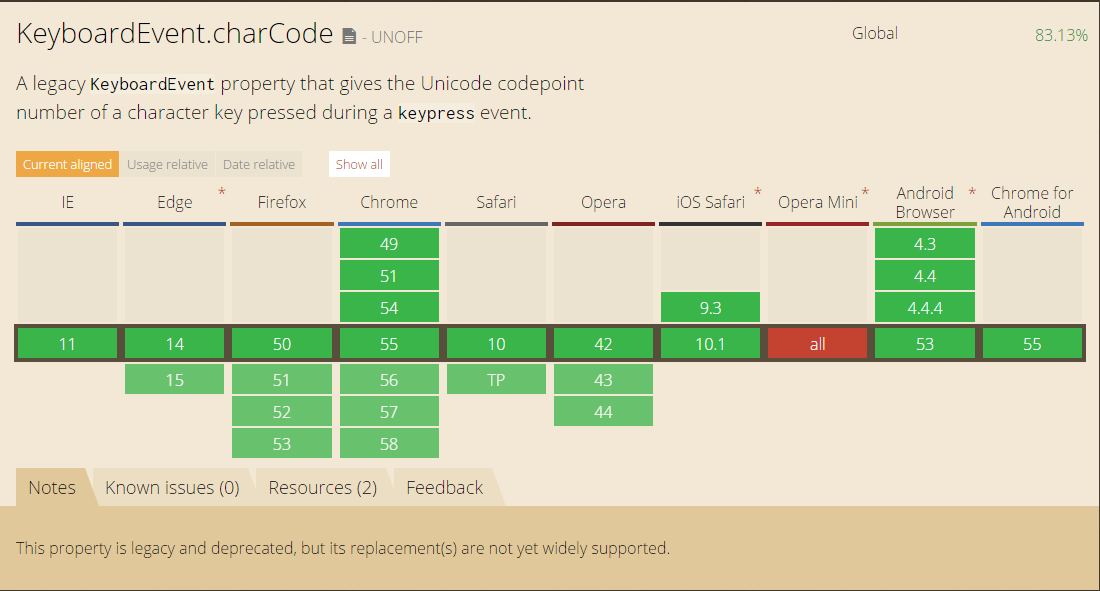 KeyboardEvent.charCode - UNOFF
Global 83.13%
A legacy KeyboardEvent property that gives the Unicode codepoint
number of a character key pressed during a keypress event.
Current aligned Usage relative Date relative Show all
IE Edge * Firefox Chrome Safari Opera iOS Safari * Opera Mini * Android Browser * Chrome for Android
49 4.3
51 4.4
54 9.3 4.4.4
11 14 50 55 10 42 10.1 all 53 55
15 51 56 TP 43
52 57 44
53 58
Notes Known issues (0) Resources (2) Feedback
This property is legacy and deprecated, but its replacement(s) are not yet widely supported.